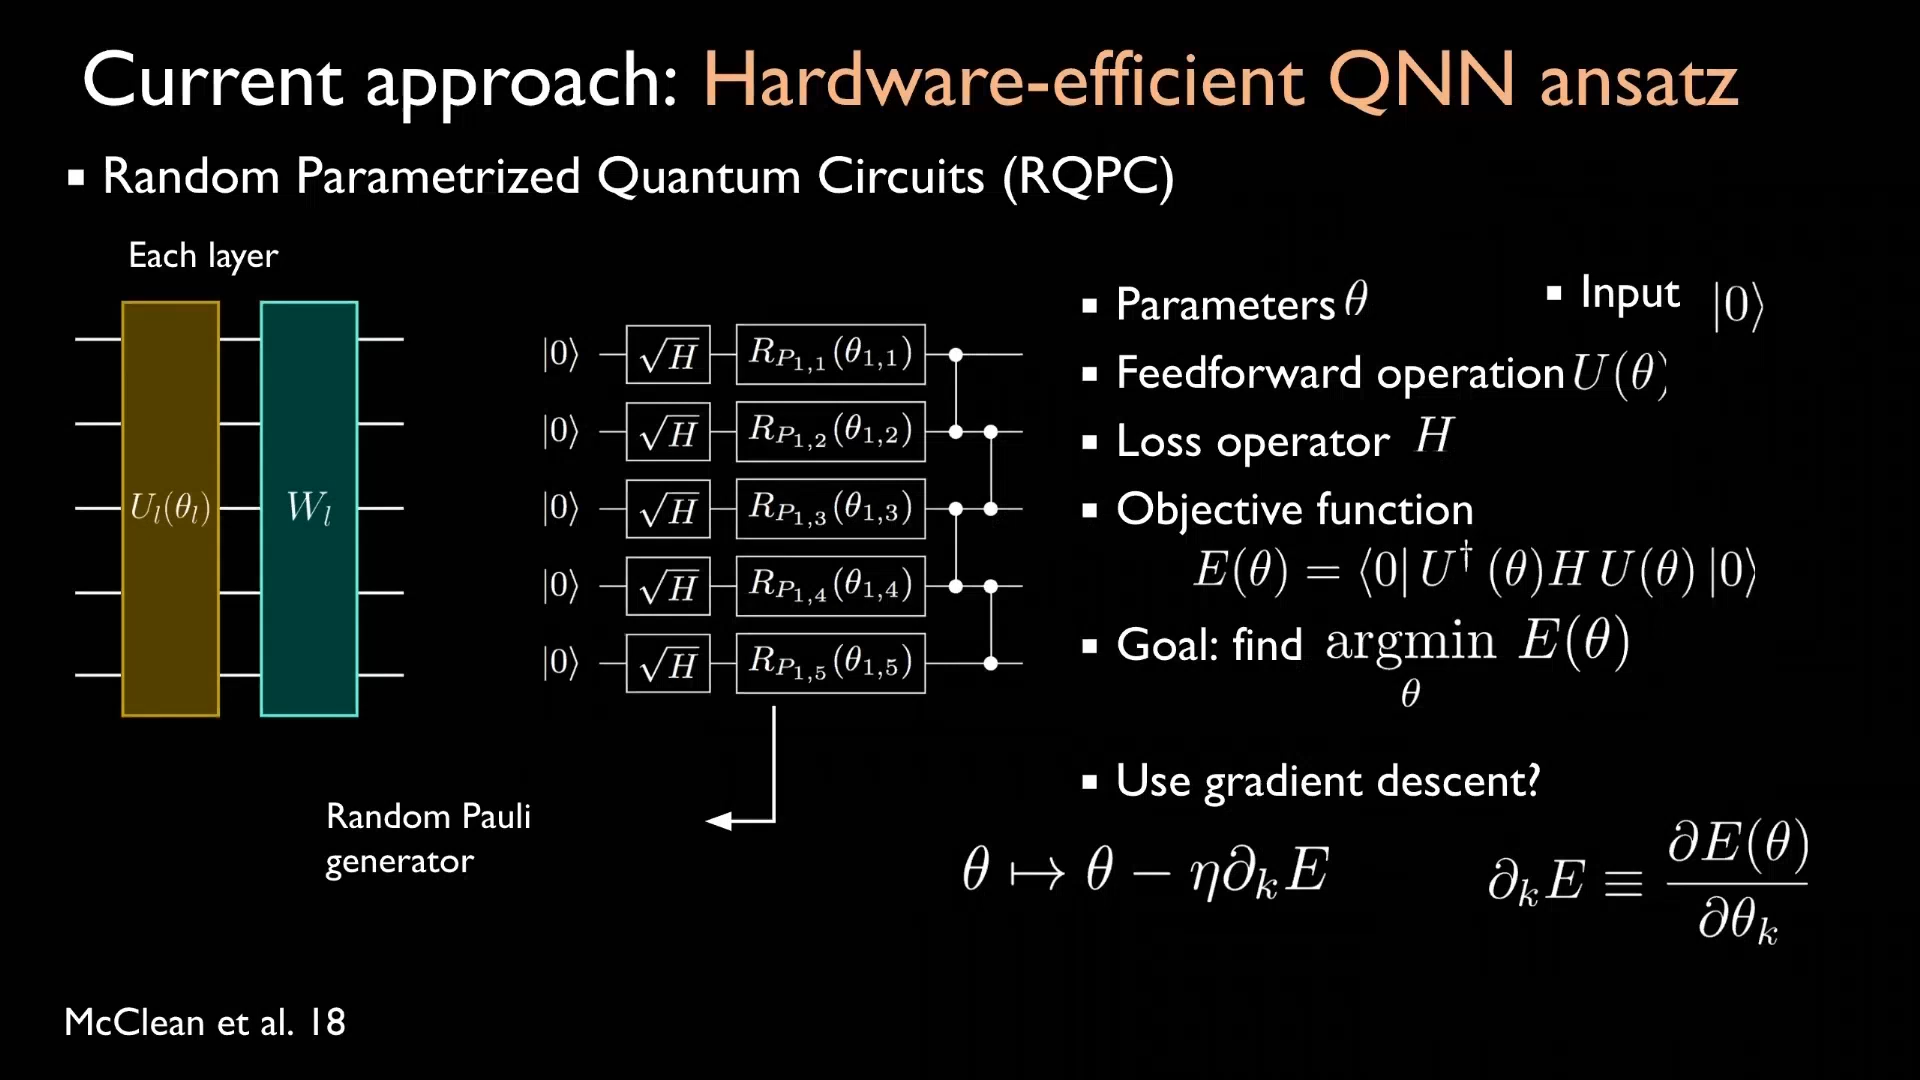 Current approach: Hardware-efficient QNN ansatz
▪ Random Parametrized Quantum Circuits (RQPC)
Each layer
U_l(θ_l)
W_l
|0⟩ √H R_{P_{1,1}}(θ_{1,1})
|0⟩ √H R_{P_{1,2}}(θ_{1,2})
|0⟩ √H R_{P_{1,3}}(θ_{1,3})
|0⟩ √H R_{P_{1,4}}(θ_{1,4})
|0⟩ √H R_{P_{1,5}}(θ_{1,5})
Random Pauli
generator
▪ Parameters θ
▪ Input |0⟩
▪ Feedforward operation U(θ)
▪ Loss operator H
▪ Objective function
E(θ) = ⟨0| U†(θ)H U(θ) |0⟩
▪ Goal: find argmin E(θ)
θ
▪ Use gradient descent?
θ ↦ θ − η∂_k E
∂_k E ≡ ∂E(θ) / ∂θ_k
McClean et al. 18